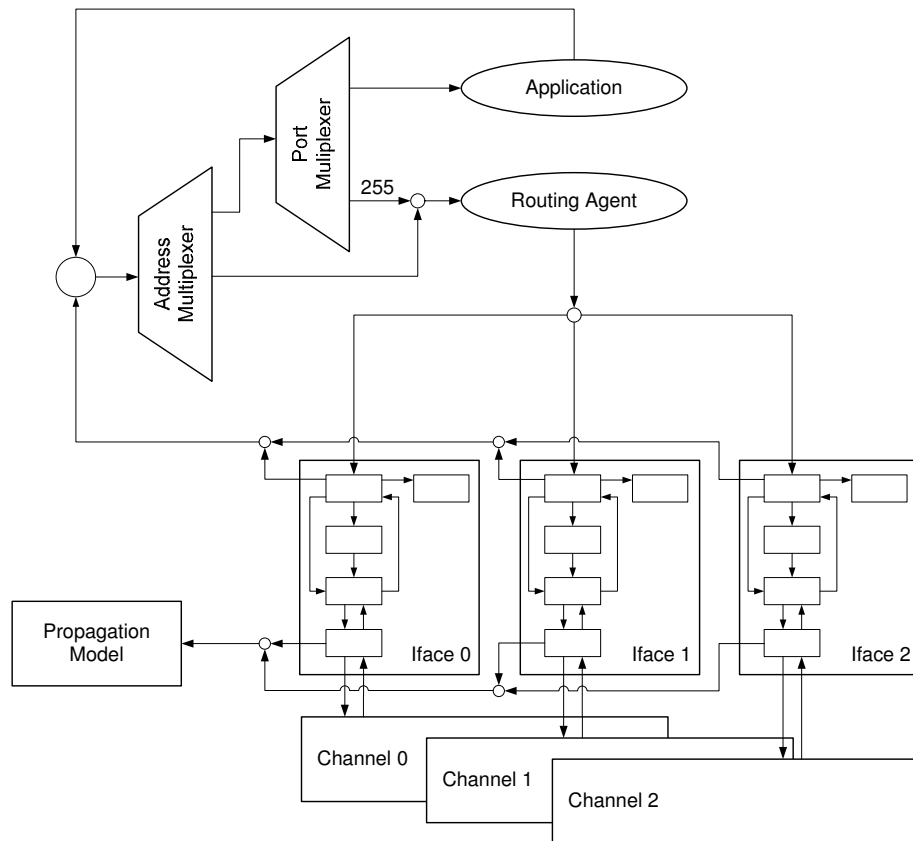 Application
Port
Muliplexer
255
Routing Agent
Address
Multiplexer
Propagation
Model
Iface 0
Iface 1
Iface 2
Channel 0
Channel 1
Channel 2